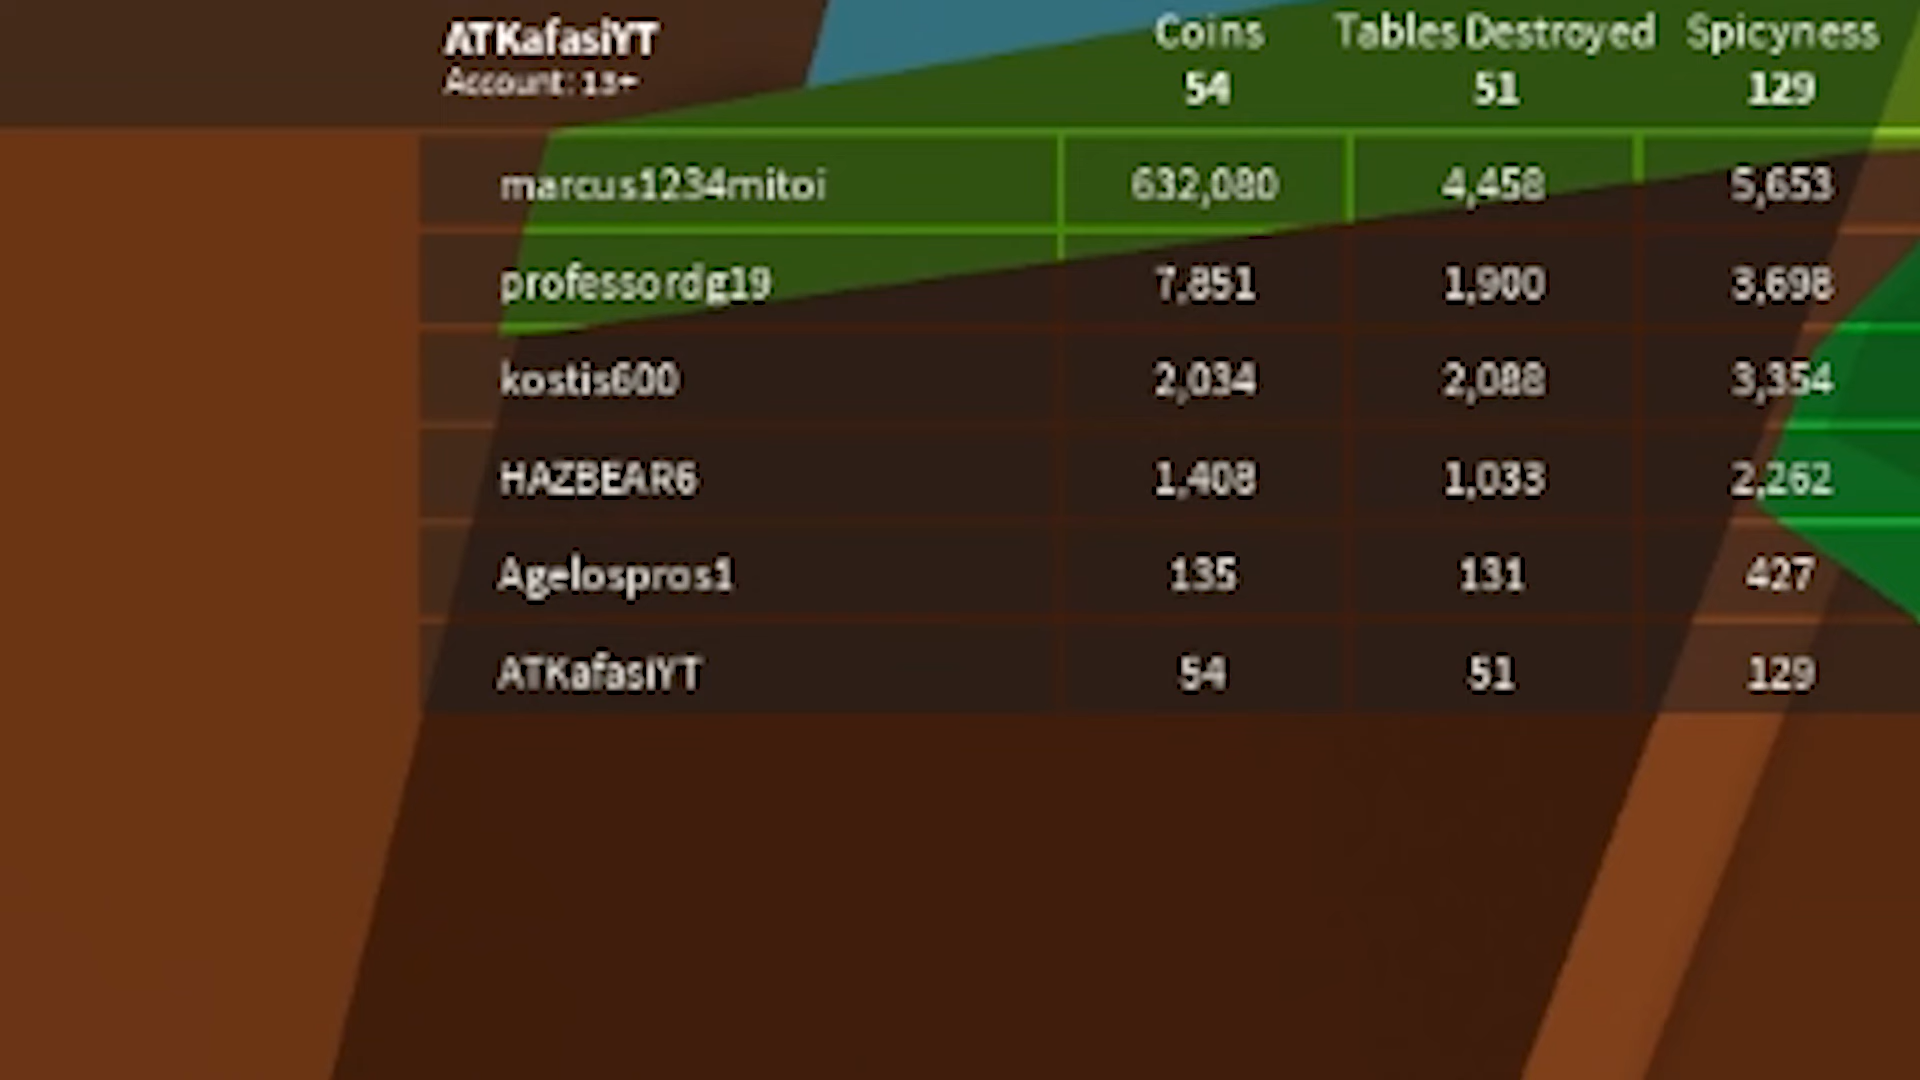 ATKafasiYT Coins Tables Destroyed Spicyness
Account: 13+ 54 51 129
marcus1234mitoi 632,080 4,458 5,653
professordg19 7,851 1,900 3,698
kostis600 2,034 2,088 3,354
HAZBEAR6 1,408 1,033 2,262
Agelospros1 135 131 427
ATKafasiYT 54 51 129